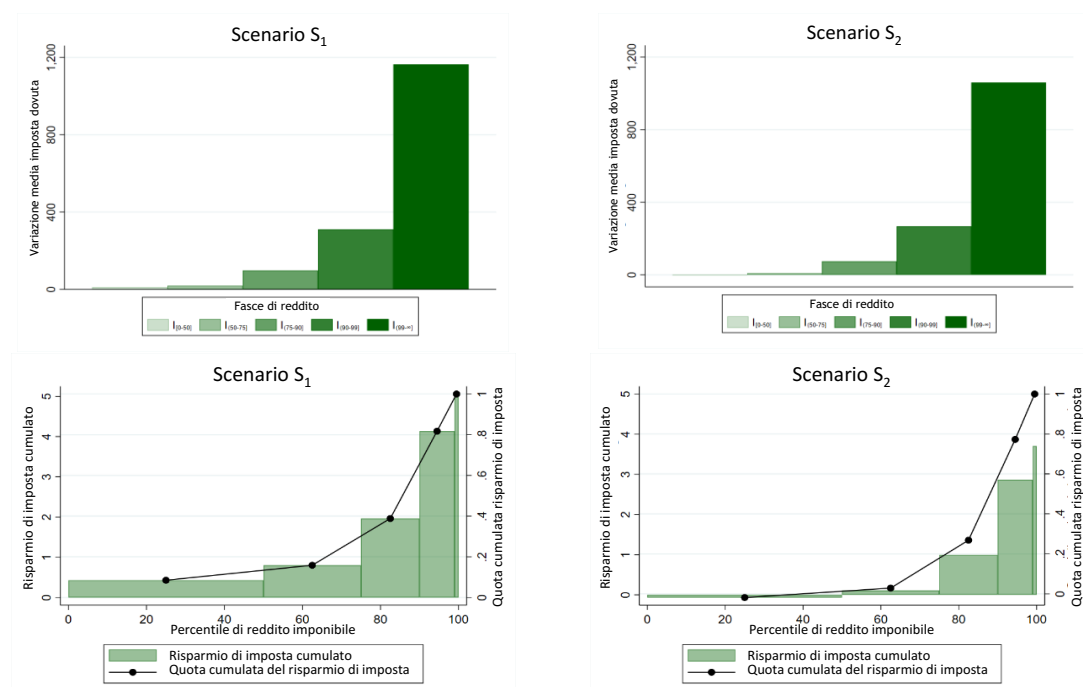 Scenario S1
Variazione media imposta dovuta
1,200
800
400
0
Fasce di reddito
I[0-50] I(50-75] I(75-90] I(90-99] I(99-∞]
Scenario S2
Variazione media imposta dovuta
1,200
800
400
0
Fasce di reddito
I[0-50] I(50-75] I(75-90] I(90-99] I(99-∞]
Scenario S1
Risparmio di imposta cumulato
5
4
3
2
1
0
Quota cumulata risparmio di imposta
1
.8
.6
.4
.2
0
0 20 40 60 80 100
Percentile di reddito imponibile
Risparmio di imposta cumulato
Quota cumulata del risparmio di imposta
Scenario S2
Risparmio di imposta cumulato
5
4
3
2
1
0
Quota cumulata risparmio di imposta
1
.8
.6
.4
.2
0
0 20 40 60 80 100
Percentile di reddito imponibile
Risparmio di imposta cumulato
Quota cumulata del risparmio di imposta